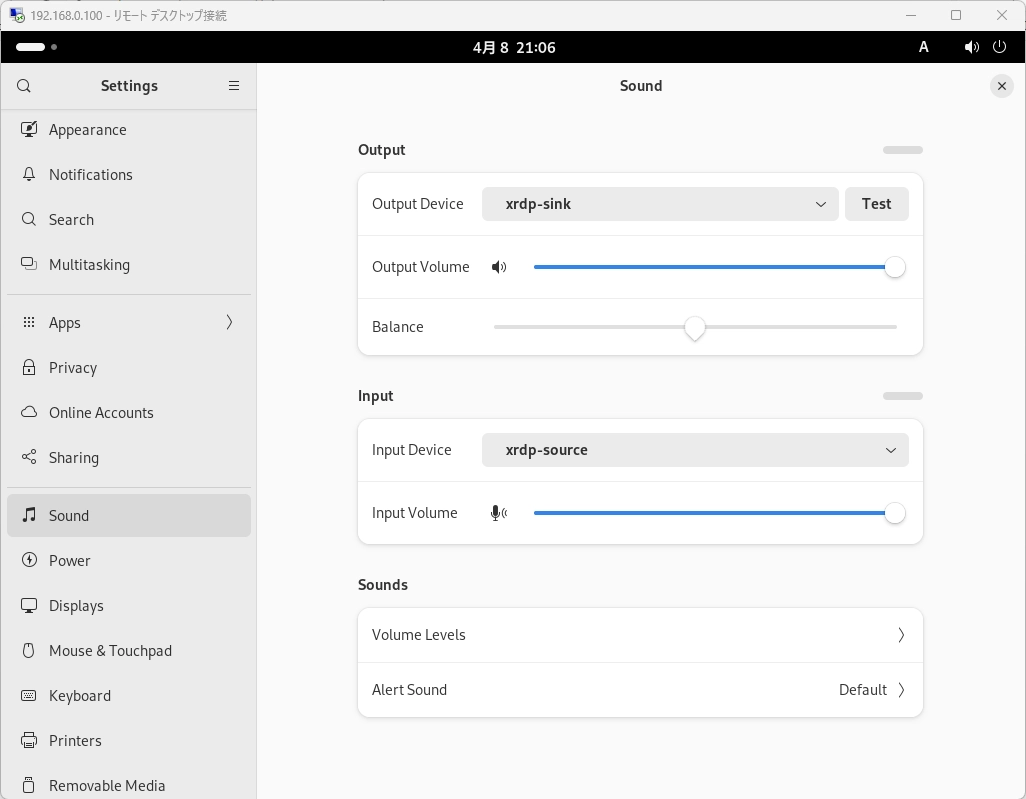 192.168.0.100 - リモート デスクトップ接続
4月 8 21:06
A
Settings
Sound
Appearance
Notifications
Search
Multitasking
Apps
Privacy
Online Accounts
Sharing
Sound
Power
Displays
Mouse & Touchpad
Keyboard
Printers
Removable Media
Output
Output Device xrdp-sink Test
Output Volume
Balance
Input
Input Device xrdp-source
Input Volume
Sounds
Volume Levels
Alert Sound Default